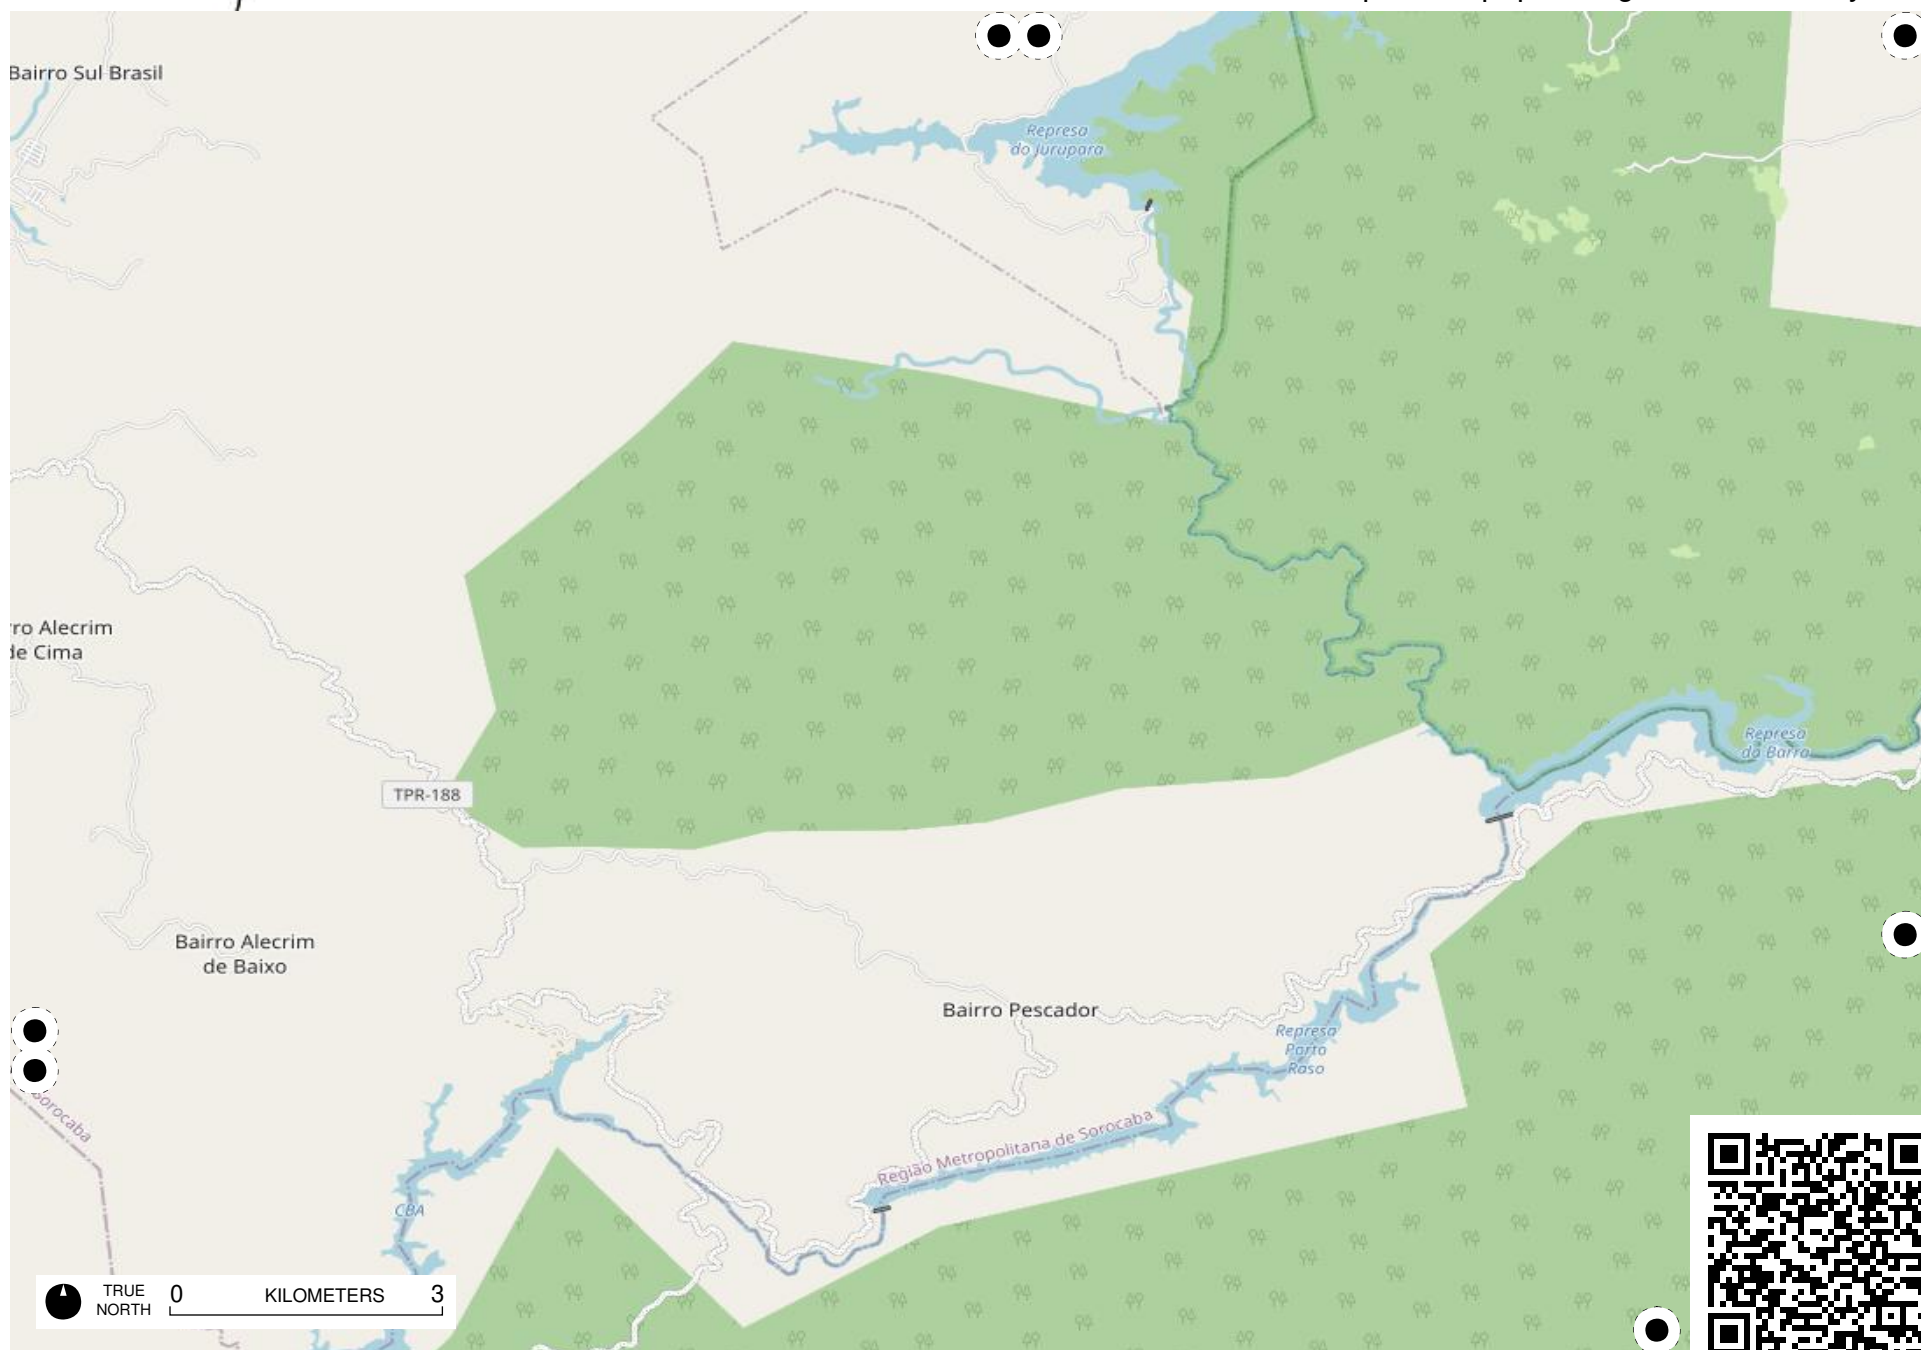 Bairro Sul Brasil
Represa
do Jurupara
Alecrim
de Cima
Represa
da Barra
TPR-188
Bairro Alecrim
de Baixo
Bairro Pescador
Represa
Porto
Raso
Sorocaba
Região Metropolitana de Sorocaba
CBA
TRUE
NORTH
0 KILOMETERS 3